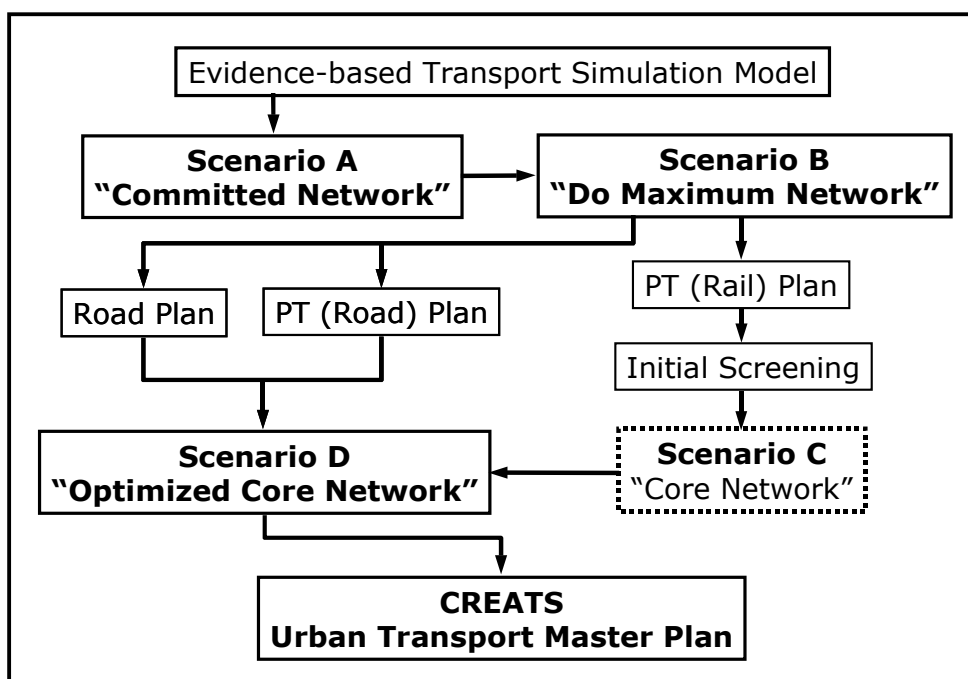 Evidence-based Transport Simulation Model
Scenario A
“Committed Network”
Scenario B
“Do Maximum Network”
Road Plan
PT (Road) Plan
PT (Rail) Plan
Initial Screening
Scenario D
“Optimized Core Network”
Scenario C
“Core Network”
CREATS
Urban Transport Master Plan